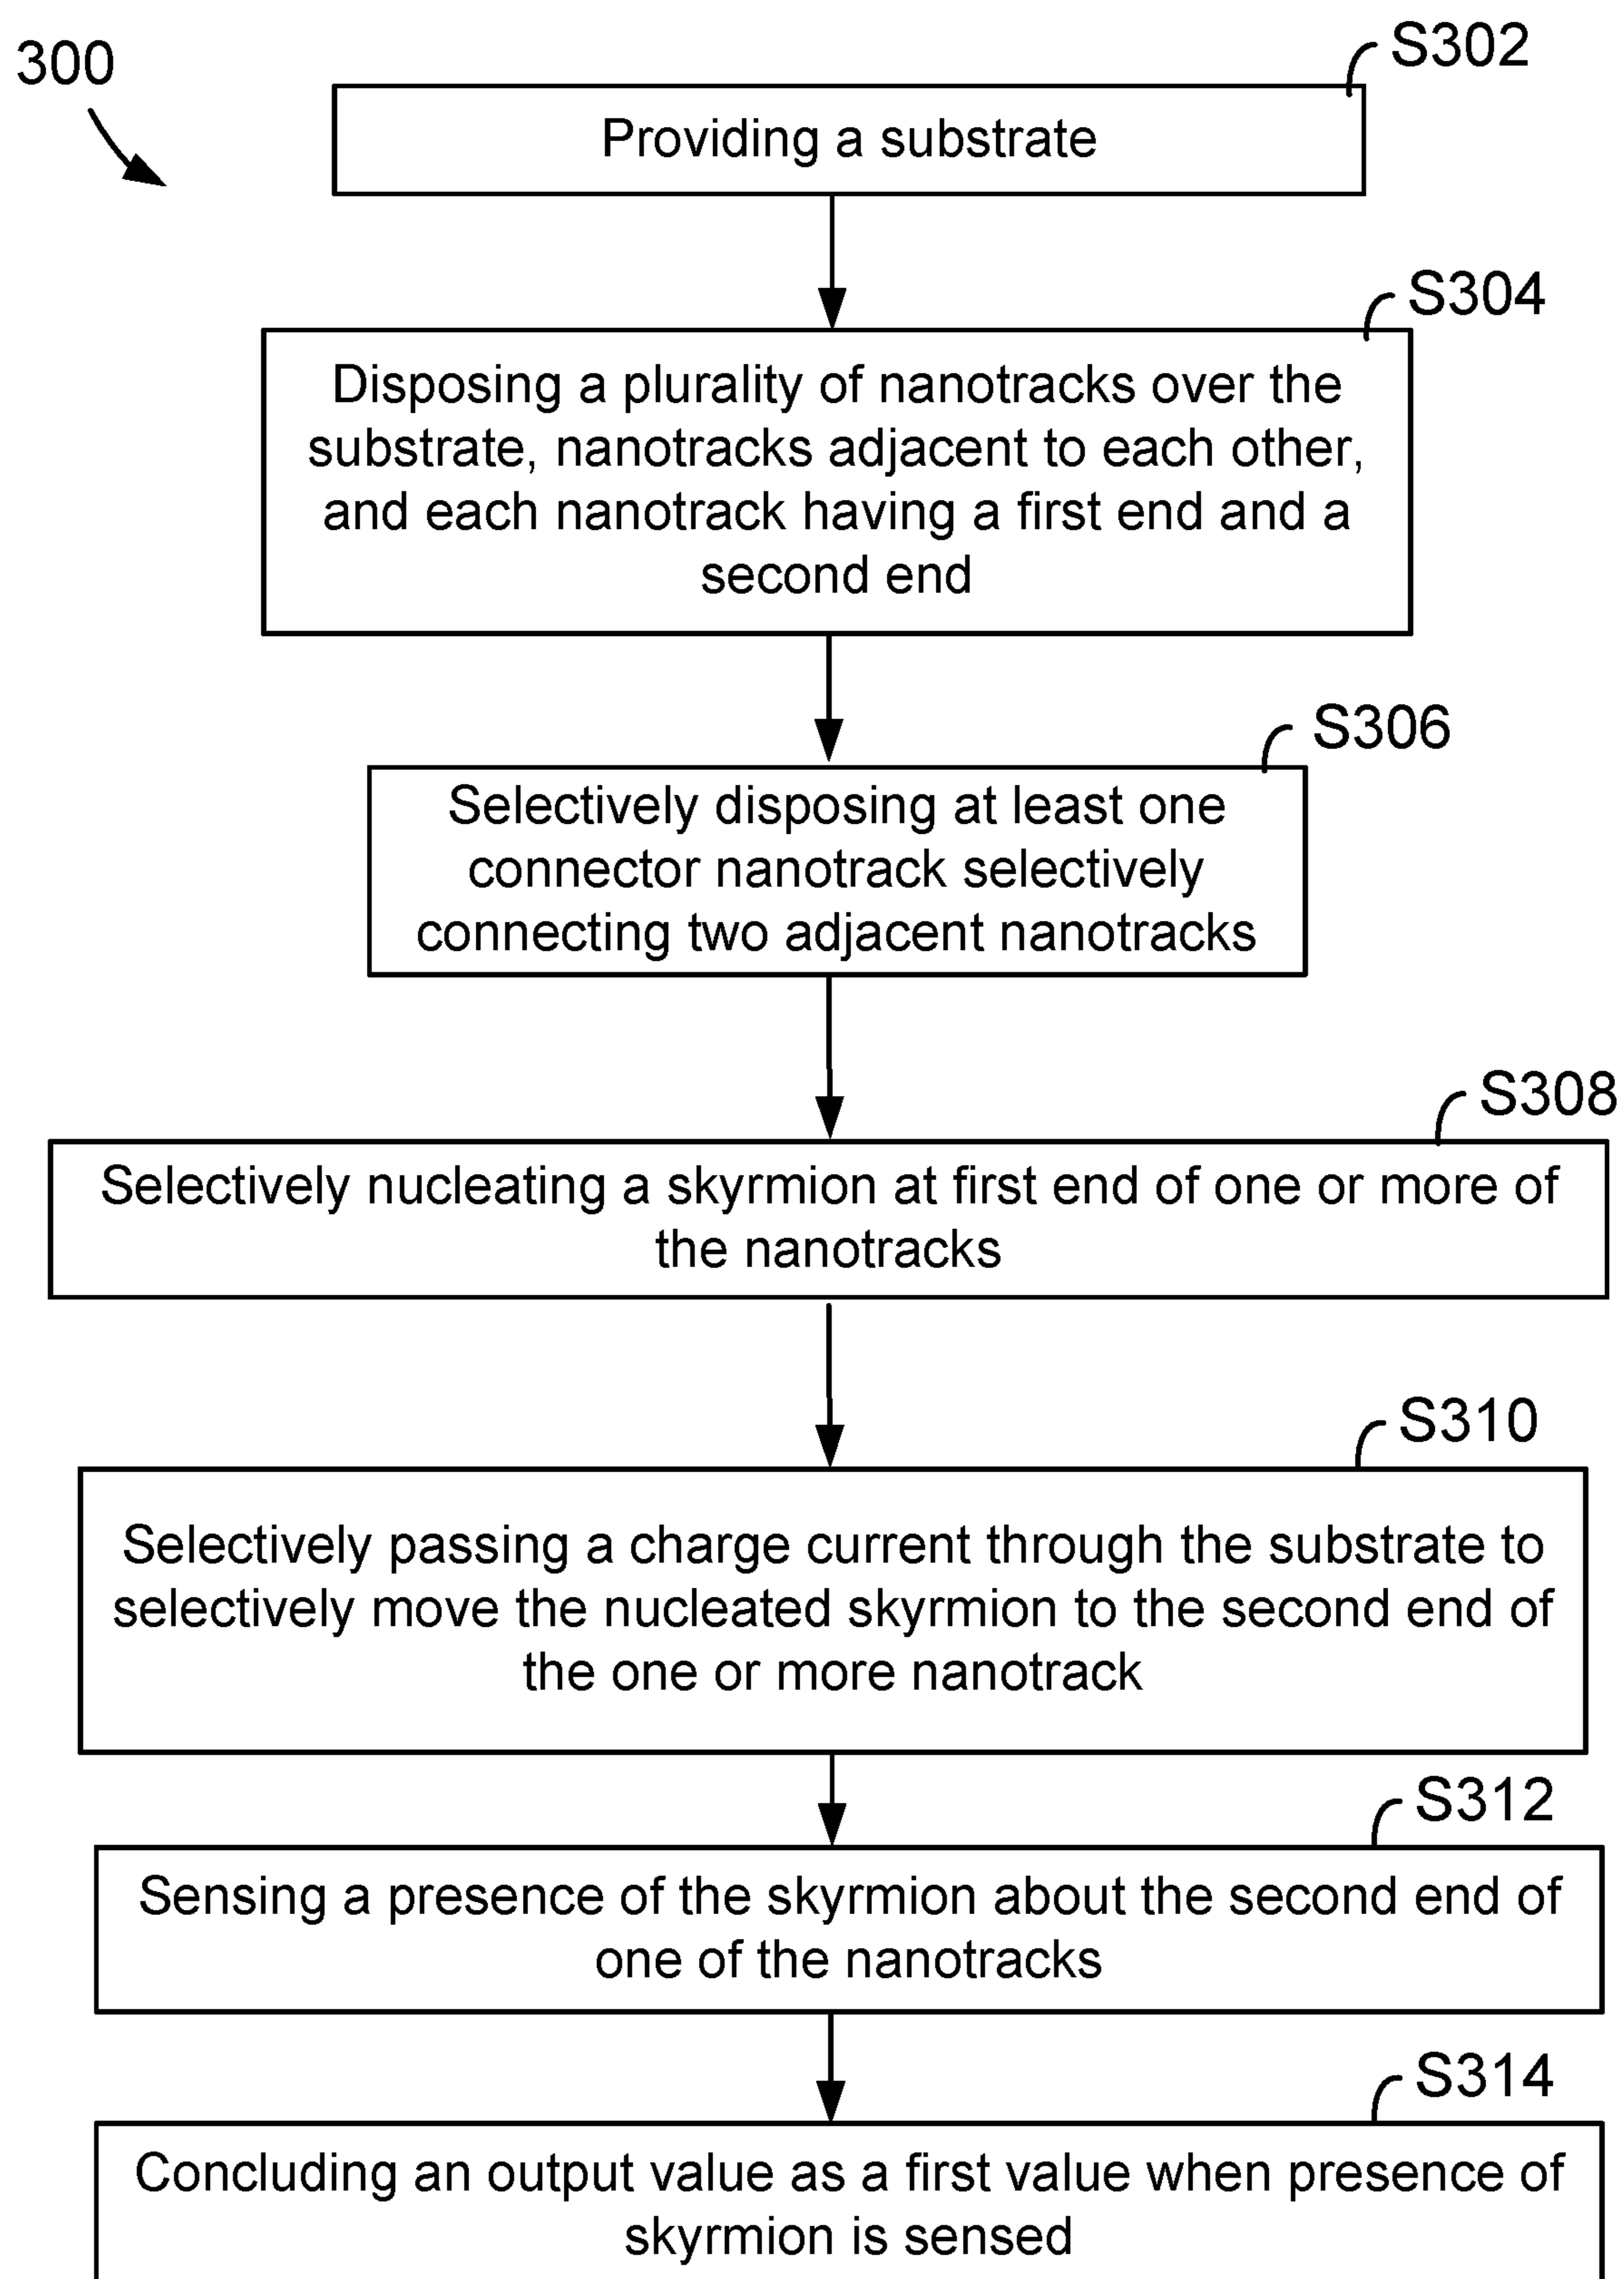 300
S302
Providing a substrate
S304
Disposing a plurality of nanotracks over the
substrate, nanotracks adjacent to each other,
and each nanotrack having a first end and a
second end
S306
Selectively disposing at least one
connector nanotrack selectively
connecting two adjacent nanotracks
S308
Selectively nucleating a skyrmion at first end of one or more of
the nanotracks
S310
Selectively passing a charge current through the substrate to
selectively move the nucleated skyrmion to the second end of
the one or more nanotrack
S312
Sensing a presence of the skyrmion about the second end of
one of the nanotracks
S314
Concluding an output value as a first value when presence of
skyrmion is sensed